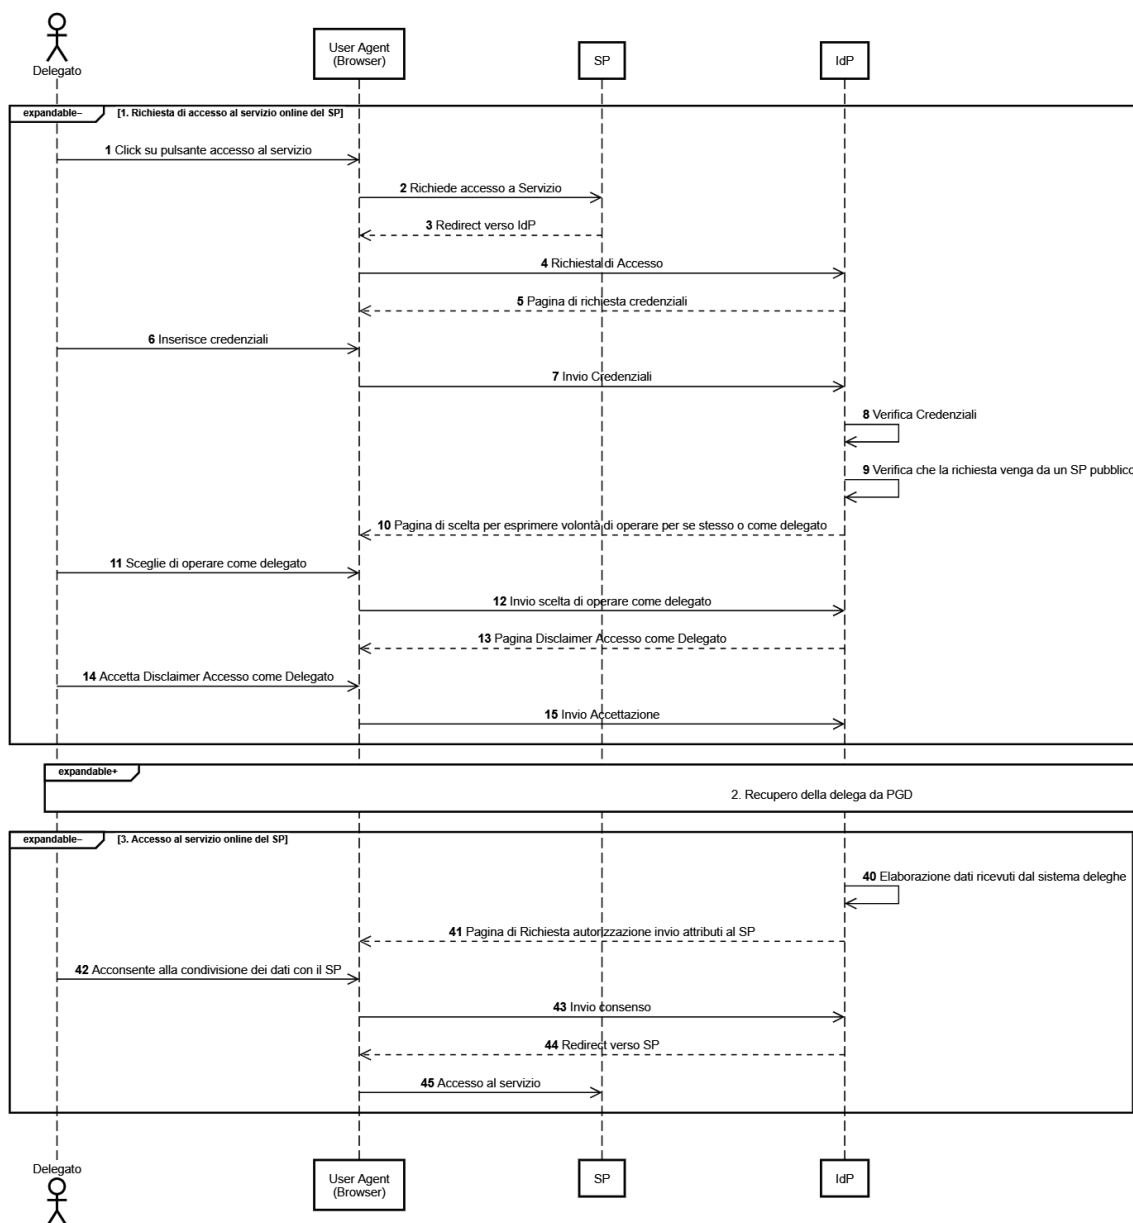 Delegato
User Agent
(Browser)
SP
IdP
expandable–
[1. Richiesta di accesso al servizio online del SP]
1 Click su pulsante accesso al servizio
2 Richiede accesso a Servizio
3 Redirect verso IdP
4 Richiesta di Accesso
5 Pagina di richiesta credenziali
6 Inserisce credenziali
7 Invio Credenziali
8 Verifica Credenziali
9 Verifica che la richiesta venga da un SP pubblico
10 Pagina di scelta per esprimere volontà di operare per se stesso o come delegato
11 Sceglie di operare come delegato
12 Invio scelta di operare come delegato
13 Pagina Disclaimer Accesso come Delegato
14 Accetta Disclaimer Accesso come Delegato
15 Invio Accettazione
expandable+
2. Recupero della delega da PGD
expandable–
[3. Accesso al servizio online del SP]
40 Elaborazione dati ricevuti dal sistema deleghe
41 Pagina di Richiesta autorizzazione invio attributi al SP
42 Acconsente alla condivisione dei dati con il SP
43 Invio consenso
44 Redirect verso SP
45 Accesso al servizio
Delegato
User Agent
(Browser)
SP
IdP